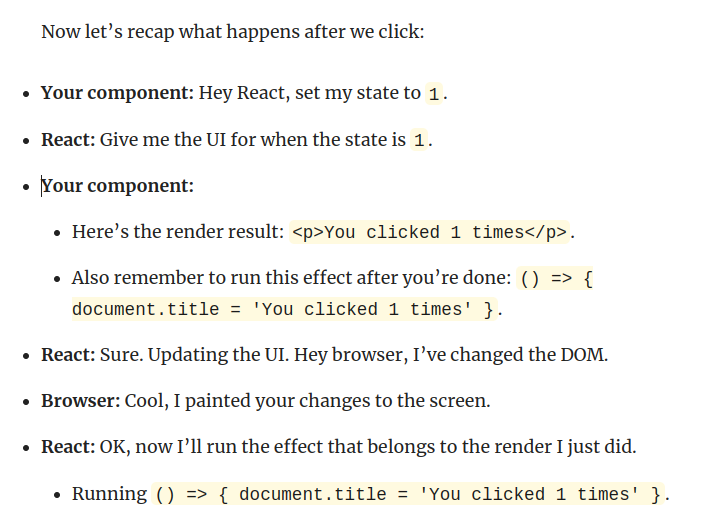 Now let’s recap what happens after we click:
• Your component: Hey React, set my state to 1.
• React: Give me the UI for when the state is 1.
• Your component:
• Here’s the render result: <p>You clicked 1 times</p>.
• Also remember to run this effect after you’re done: () => {
document.title = 'You clicked 1 times' }.
• React: Sure. Updating the UI. Hey browser, I’ve changed the DOM.
• Browser: Cool, I painted your changes to the screen.
• React: OK, now I’ll run the effect that belongs to the render I just did.
• Running () => { document.title = 'You clicked 1 times' }.